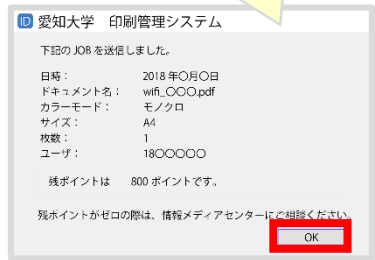 ID 愛知大学 印刷管理システム
下記の JOB を送信しました。
日時： 2018 年〇月〇日
ドキュメント名： wifi_〇〇〇.pdf
カラーモード： モノクロ
サイズ： A4
枚数： 1
ユーザ： 18〇〇〇〇〇
残ポイントは 800 ポイントです。
残ポイントがゼロの際は、情報メディアセンターにご相談ください。
OK